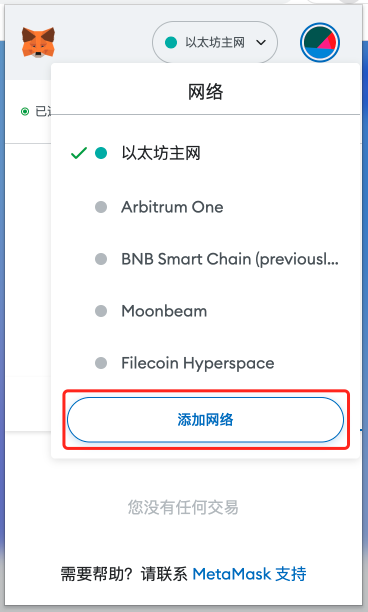 以太坊主网
网络
已
以太坊主网
Arbitrum One
BNB Smart Chain (previousl...
Moonbeam
Filecoin Hyperspace
添加网络
您没有任何交易
需要帮助？请联系 MetaMask 支持